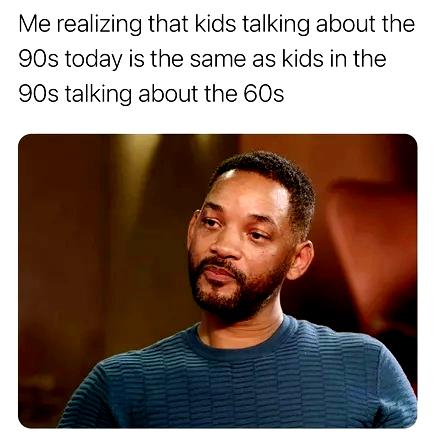 Me realizing that kids talking about the
90s today is the same as kids in the
90s talking about the 60s